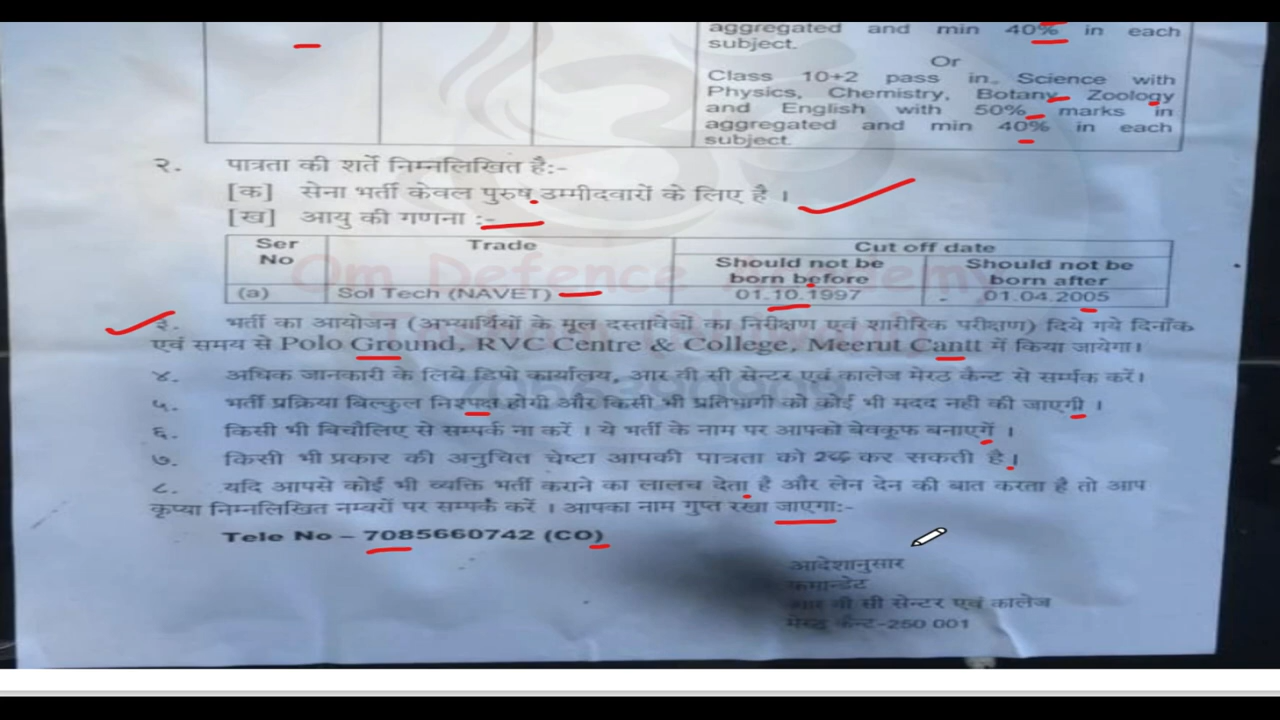 aggregated and min 40% in each
subject.
Or
Class 10+2 pass in Science with
Physics, Chemistry, Botany, Zoology
and English with 50% marks in
aggregated and min 40% in each
subject.
२. पात्रता की शर्ते निम्नलिखित है:-
[क] सेना भर्ती केवल पुरुष उम्मीदवारों के लिए है ।
[ख] आयु की गणना :-
Ser No Trade Cut off date
Should not be born before Should not be born after
(a) Sol Tech (NAVET) 01.10.1997 01.04.2005
Om Defence Academy
३. भर्ती का आयोजन (अभ्यार्थियों के मूल दस्तावेजों का निरीक्षण एवं शारीरिक परीक्षण) दिये गये दिनाँक
एवं समय से Polo Ground, RVC Centre & College, Meerut Cantt में किया जायेगा।
४. अधिक जानकारी के लिये डिपो कार्यालय, आर वी सी सेन्टर एवं कालेज मेरठ कैन्ट से सर्म्पक करें।
५. भर्ती प्रक्रिया बिल्कुल निश्पक्ष होगी और किसी भी प्रतिभागी को कोई भी मदद नही की जाएगी ।
६. किसी भी बिचौलिए से सम्पर्क ना करें । ये भर्ती के नाम पर आपको बेवकूफ बनाएगें ।
७. किसी भी प्रकार की अनुचित चेष्टा आपकी पात्रता को रद्द कर सकती है ।
८. यदि आपसे कोई भी व्यक्ति भर्ती कराने का लालच देता है और लेन देन की बात करता है तो आप
कृप्या निम्नलिखित नम्बरों पर सम्पर्क करें । आपका नाम गुप्त रखा जाएगा:-
Tele No – 7085660742 (CO)
आदेशानुसार
कमान्डेट
आर वी सी सेन्टर एवं कालेज
मेरठ कैन्ट-250 001